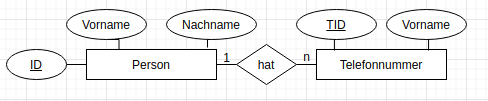 Vorname
Nachname
TID
Vorname
ID
Person
1
hat
n
Telefonnummer